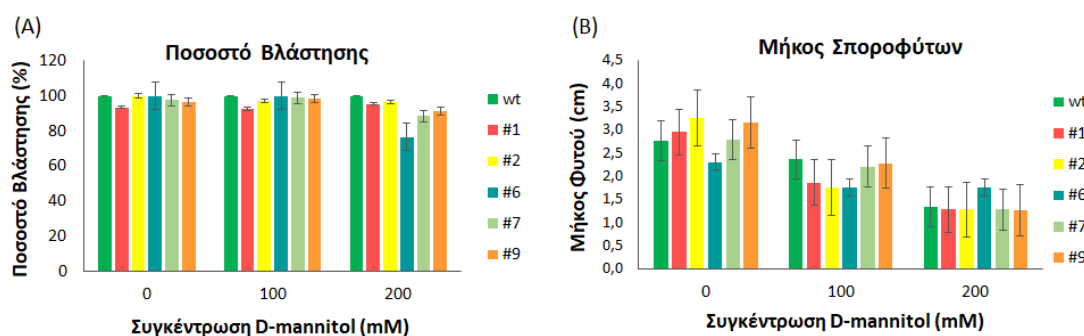 (A)
Ποσοστό Βλάστησης
Ποσοστό Βλάστησης (%)
120
100
80
60
40
20
0
0 100 200
Συγκέντρωση D-mannitol (mM)
wt
#1
#2
#6
#7
#9
(B)
Μήκος Σποροφύτων
Μήκος Φυτού (cm)
4,5
4,0
3,5
3,0
2,5
2,0
1,5
1,0
0,5
0,0
0 100 200
Συγκέντρωση D-mannitol (mM)
wt
#1
#2
#6
#7
#9